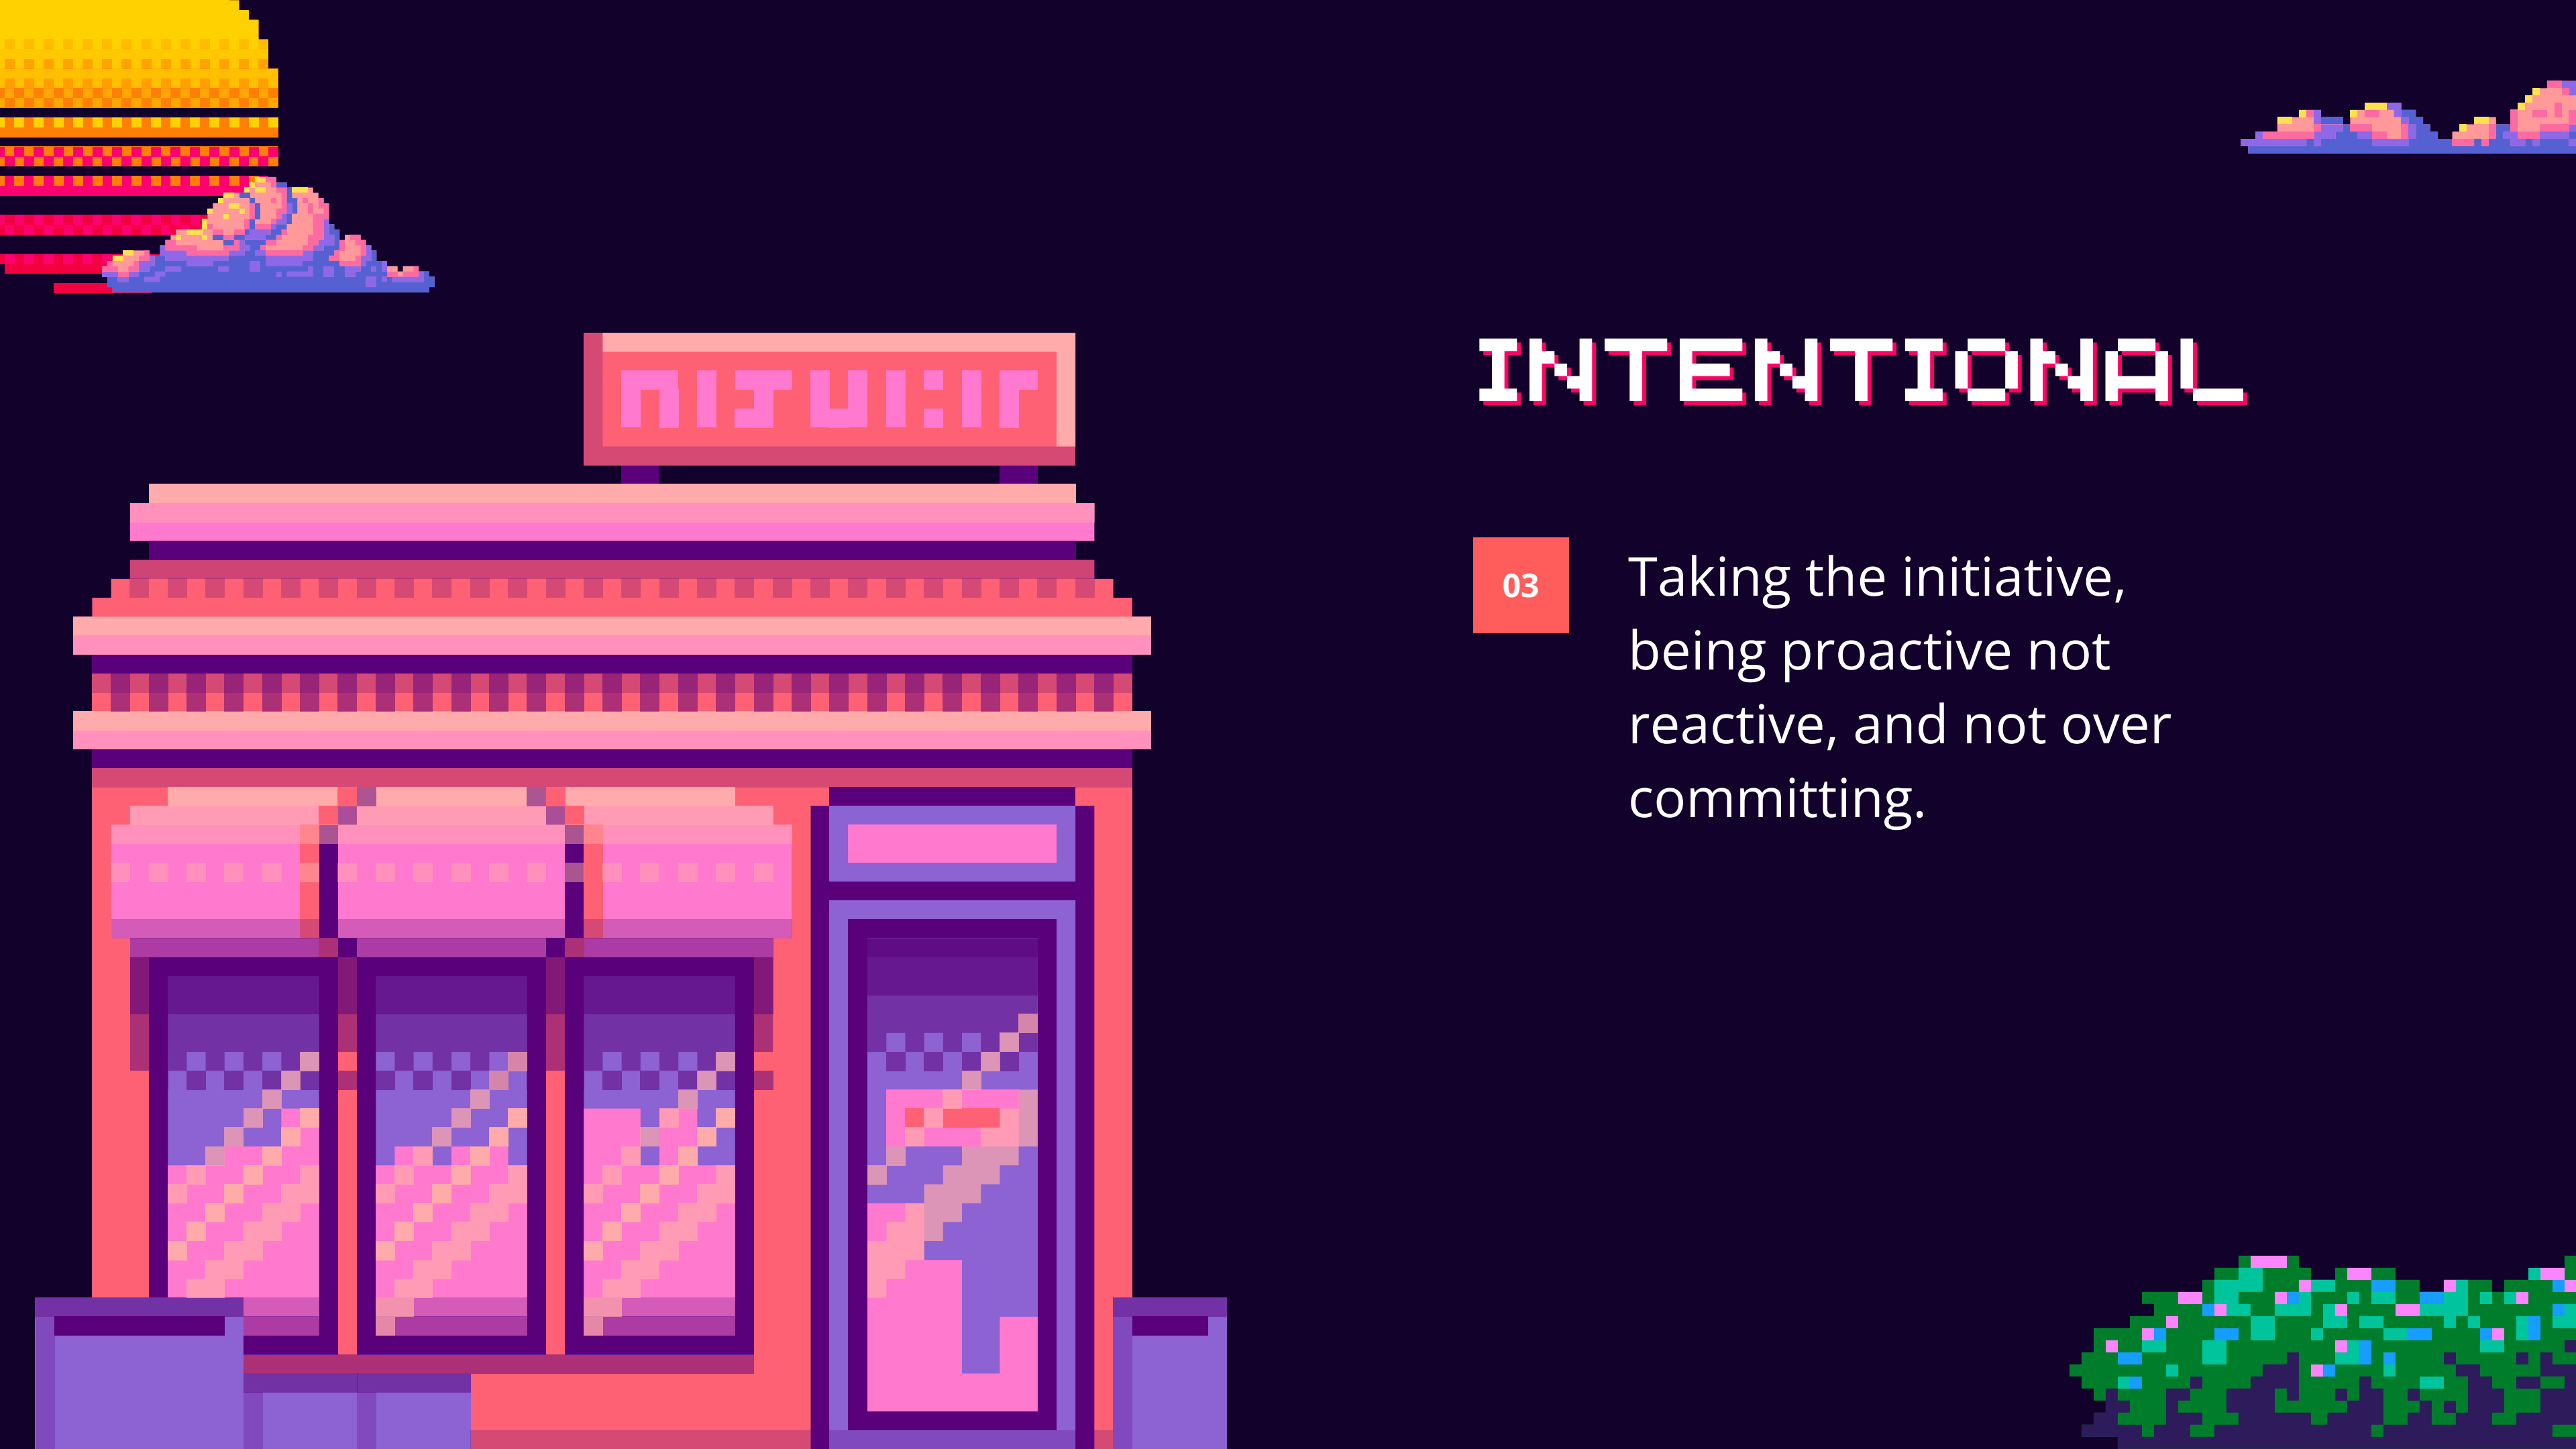 INTENTIONAL
03
Taking the initiative,
being proactive not
reactive, and not over
committing.